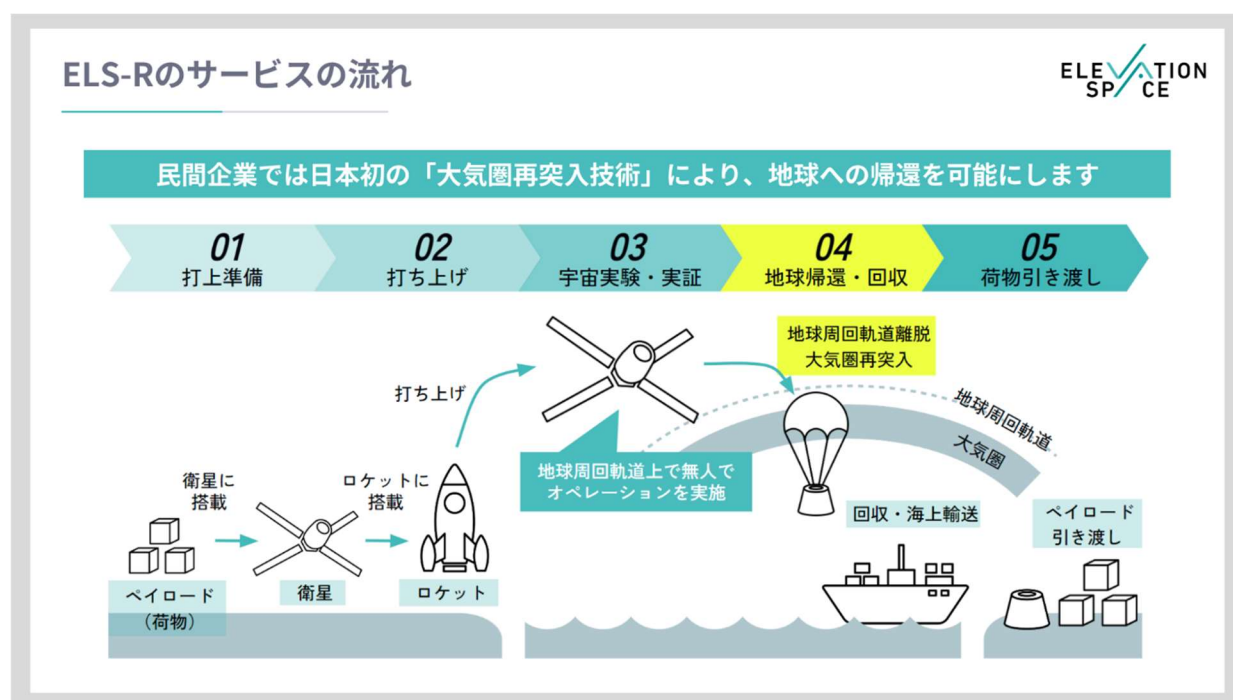 ELS-Rのサービスの流れ
ELEVATION
SPACE
民間企業では日本初の「大気圏再突入技術」により、地球への帰還を可能にします
01
打上準備
02
打ち上げ
03
宇宙実験・実証
04
地球帰還・回収
05
荷物引き渡し
地球周回軌道離脱
大気圏再突入
打ち上げ
地球周回軌道
大気圏
地球周回軌道上で無人で
オペレーションを実施
衛星に
搭載
ロケットに
搭載
回収・海上輸送
ペイロード
引き渡し
ペイロード
（荷物）
衛星
ロケット